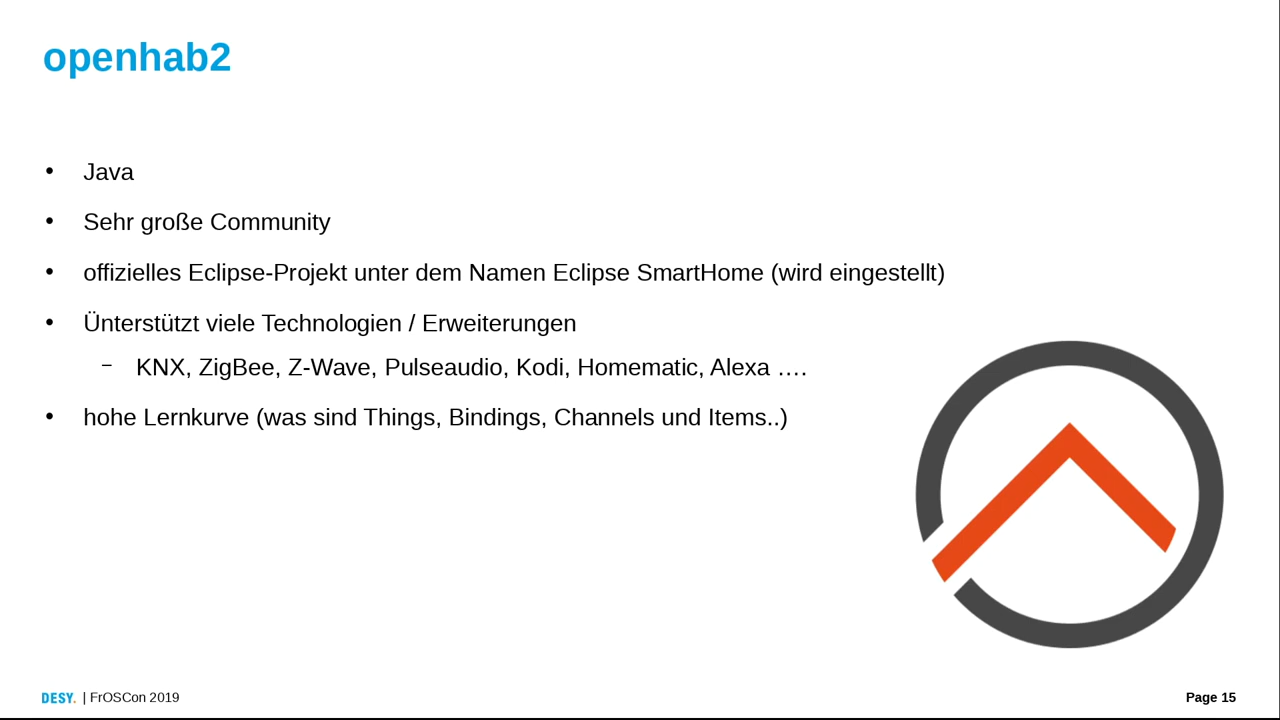 openhab2
• Java
• Sehr große Community
• offizielles Eclipse-Projekt unter dem Namen Eclipse SmartHome (wird eingestellt)
• Ünterstützt viele Technologien / Erweiterungen
– KNX, ZigBee, Z-Wave, Pulseaudio, Kodi, Homematic, Alexa ….
• hohe Lernkurve (was sind Things, Bindings, Channels und Items..)
DESY. | FrOSCon 2019
Page 15